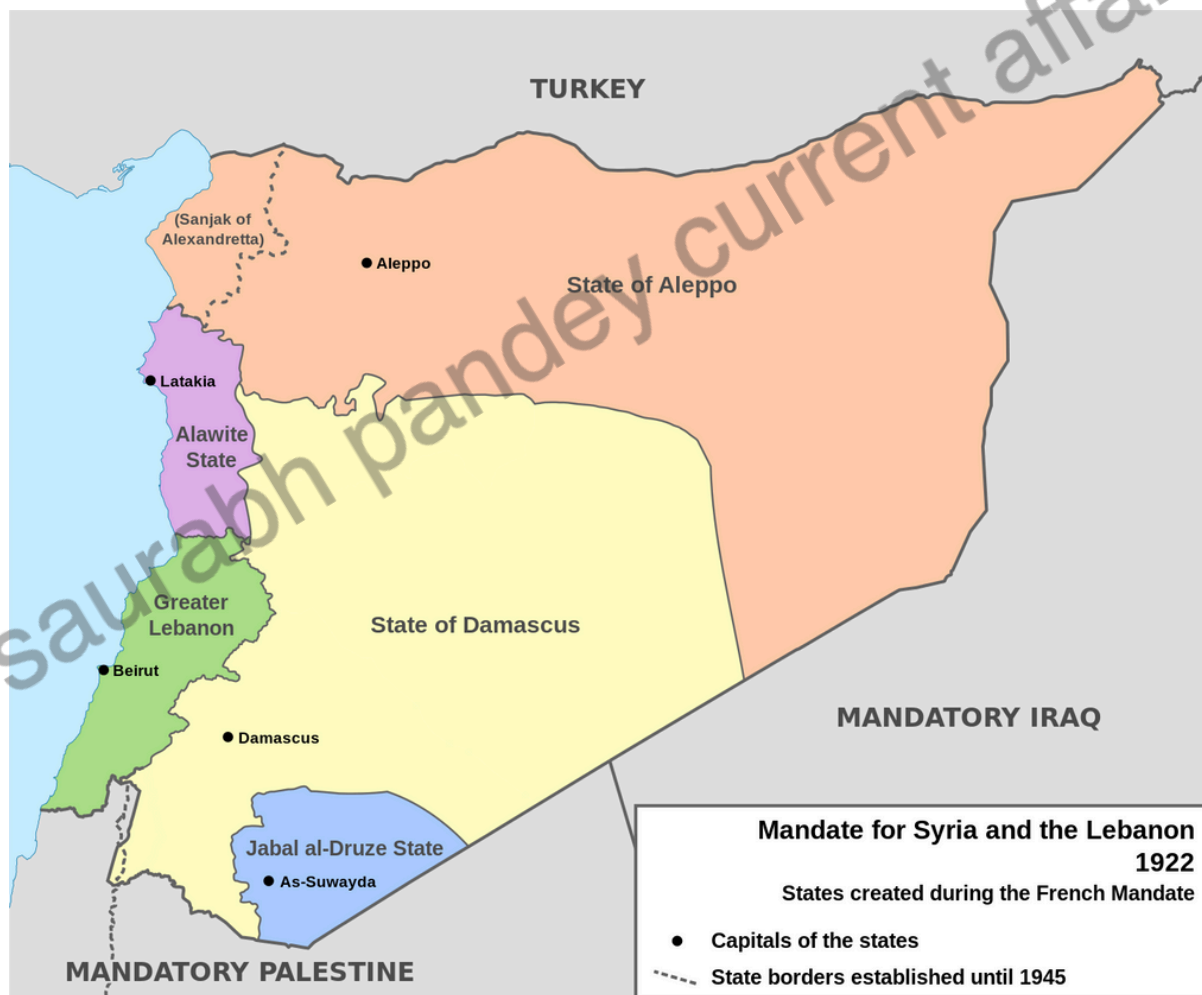 TURKEY
(Sanjak of
Alexandretta)
Aleppo
State of Aleppo
Latakia
Alawite
State
Greater
Lebanon
State of Damascus
Beirut
MANDATORY IRAQ
Damascus
Jabal al-Druze State
As-Suwayda
MANDATORY PALESTINE
Mandate for Syria and the Lebanon
1922
States created during the French Mandate
Capitals of the states
State borders established until 1945
saurabh pandey current affai